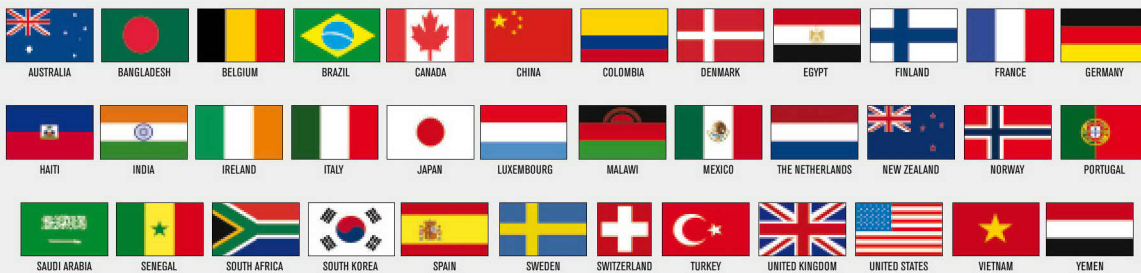 AUSTRALIA BANGLADESH BELGIUM BRAZIL CANADA CHINA COLOMBIA DENMARK EGYPT FINLAND FRANCE GERMANY
HAITI INDIA IRELAND ITALY JAPAN LUXEMBOURG MALAWI MEXICO THE NETHERLANDS NEW ZEALAND NORWAY PORTUGAL
SAUDI ARABIA SENEGAL SOUTH AFRICA SOUTH KOREA SPAIN SWEDEN SWITZERLAND TURKEY UNITED KINGDOM UNITED STATES VIETNAM YEMEN